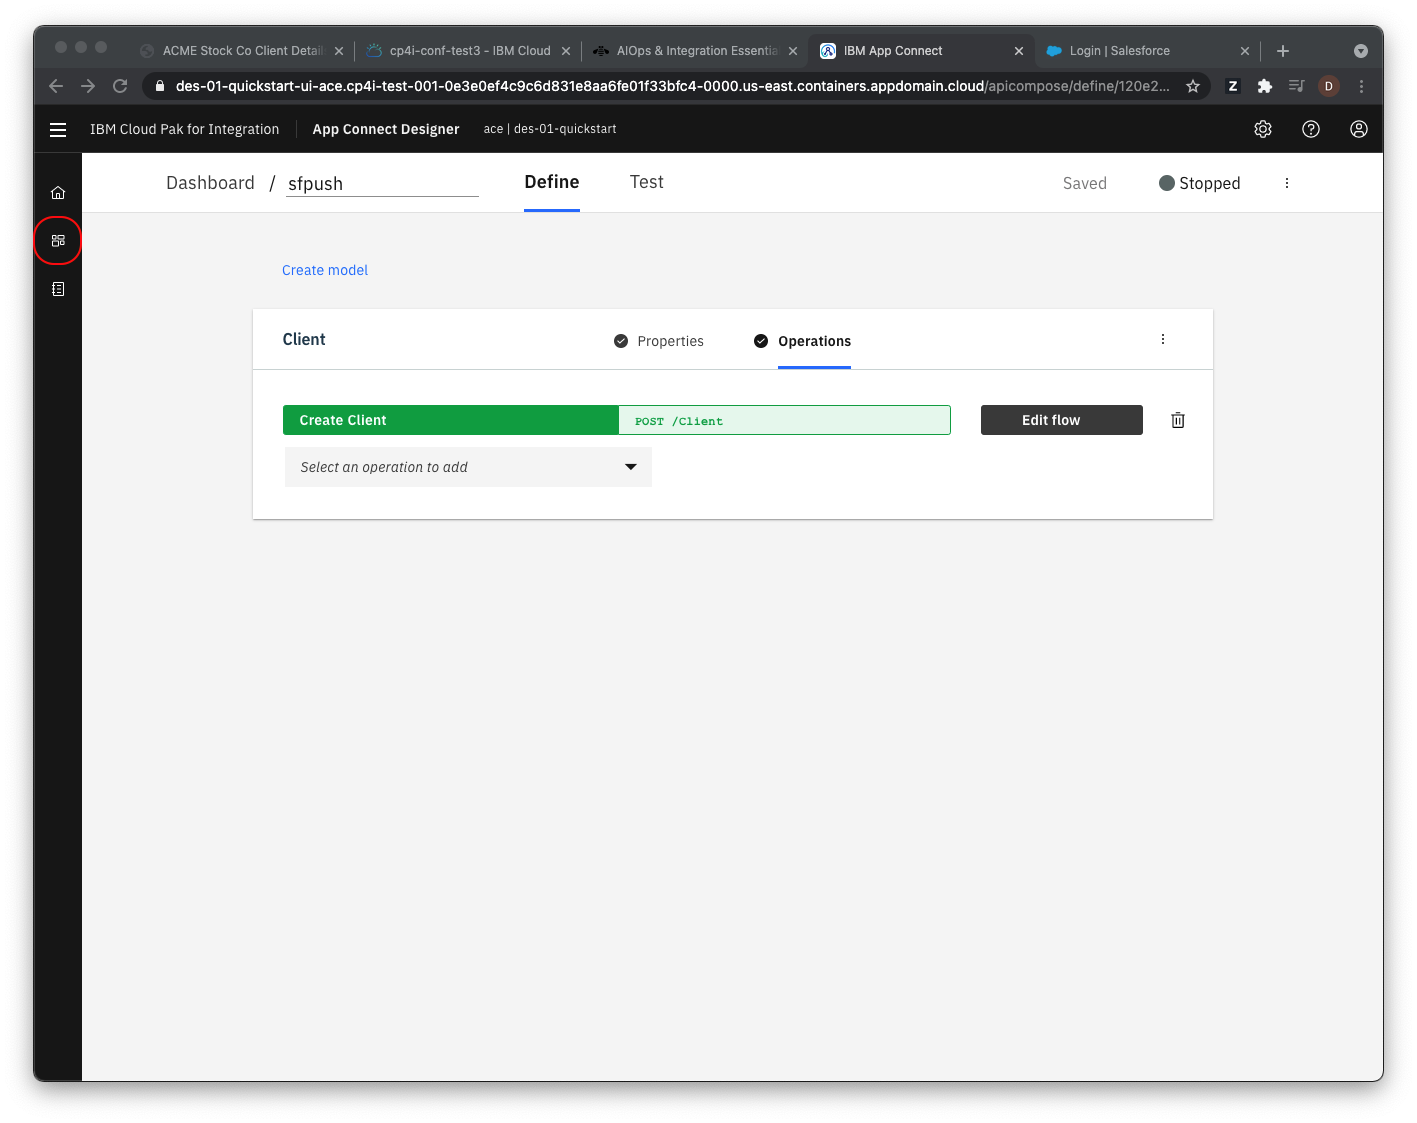 ACME Stock Co Client Detail
cp4i-conf-test3 - IBM Cloud
AIOps & Integration Essentia
IBM App Connect
Login | Salesforce
des-01-quickstart-ui-ace.cp4i-test-001-0e3e0ef4c9c6d831e8aa6fe01f33bfc4-0000.us-east.containers.appdomain.cloud/apicompose/define/120e2...
Z
D
IBM Cloud Pak for Integration
App Connect Designer
ace | des-01-quickstart
Dashboard / sfpush
Define
Test
Saved
Stopped
Create model
Client
Properties
Operations
Create Client
POST /Client
Edit flow
Select an operation to add